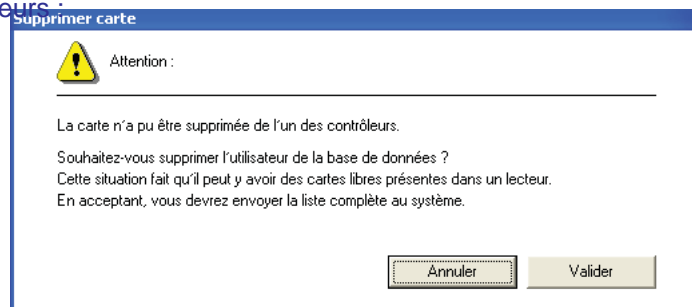 eurs :
Supprimer carte
Attention :
La carte n´a pu être supprimée de l´un des contrôleurs.
Souhaitez-vous supprimer l´utilisateur de la base de données ?
Cette situation fait qu´il peut y avoir des cartes libres présentes dans un lecteur.
En acceptant, vous devrez envoyer la liste complète au système.
Annuler Valider